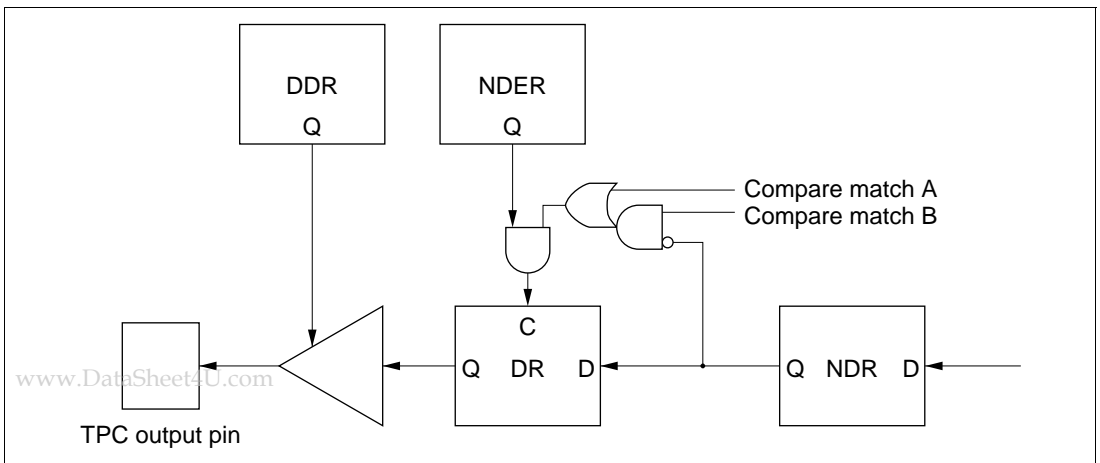 DDR
Q
NDER
Q
Compare match A
Compare match B
C
Q DR D
Q NDR D
www.DataSheet4U.com
TPC output pin